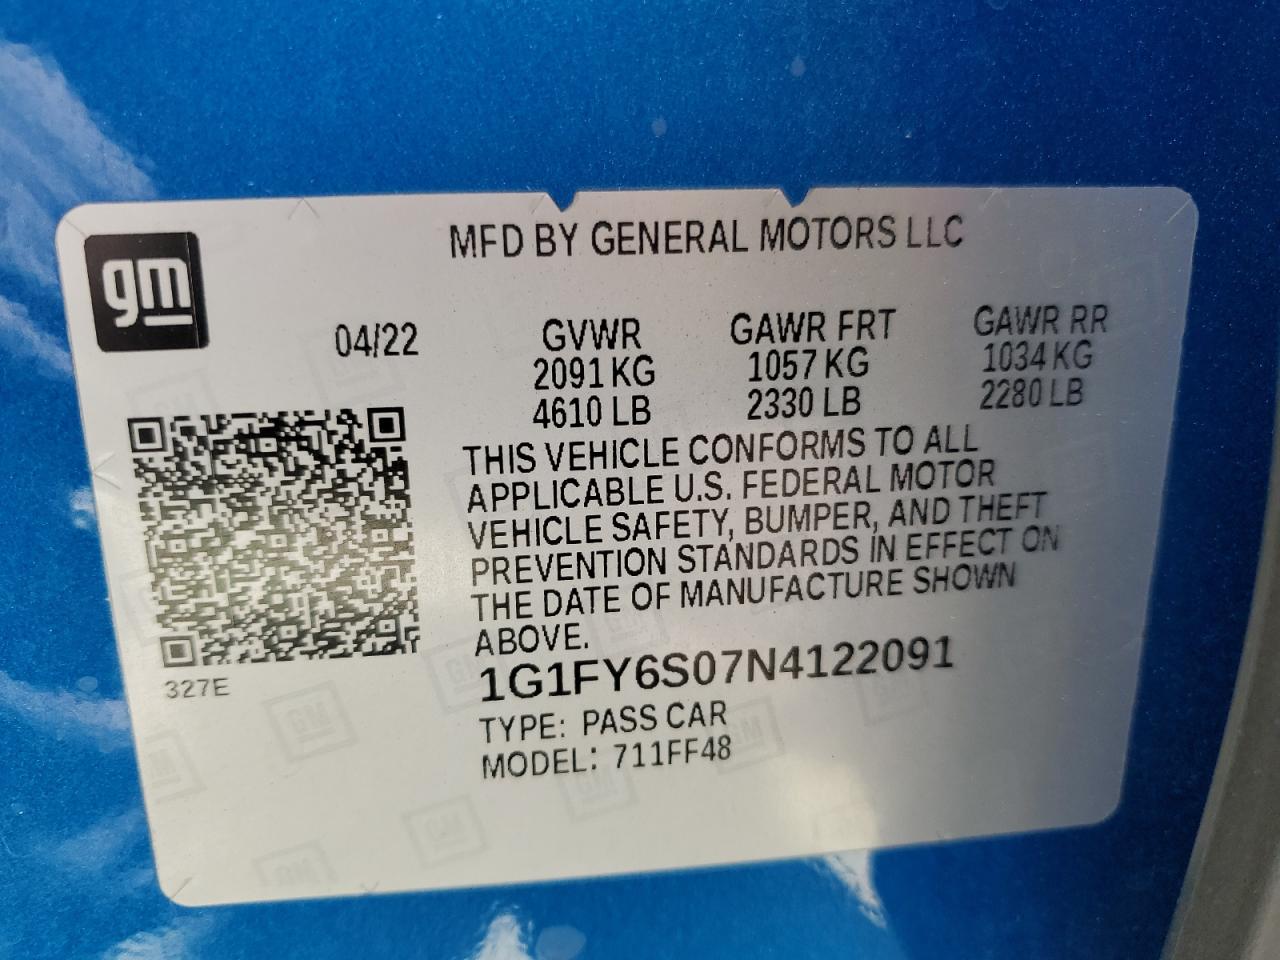 gm
MFD BY GENERAL MOTORS LLC
04/22
GVWR GAWR FRT GAWR RR
2091 KG 1057 KG 1034 KG
4610 LB 2330 LB 2280 LB
THIS VEHICLE CONFORMS TO ALL
APPLICABLE U.S. FEDERAL MOTOR
VEHICLE SAFETY, BUMPER, AND THEFT
PREVENTION STANDARDS IN EFFECT ON
THE DATE OF MANUFACTURE SHOWN
ABOVE.
327E
1G1FY6S07N4122091
TYPE: PASS CAR
MODEL: 711FF48